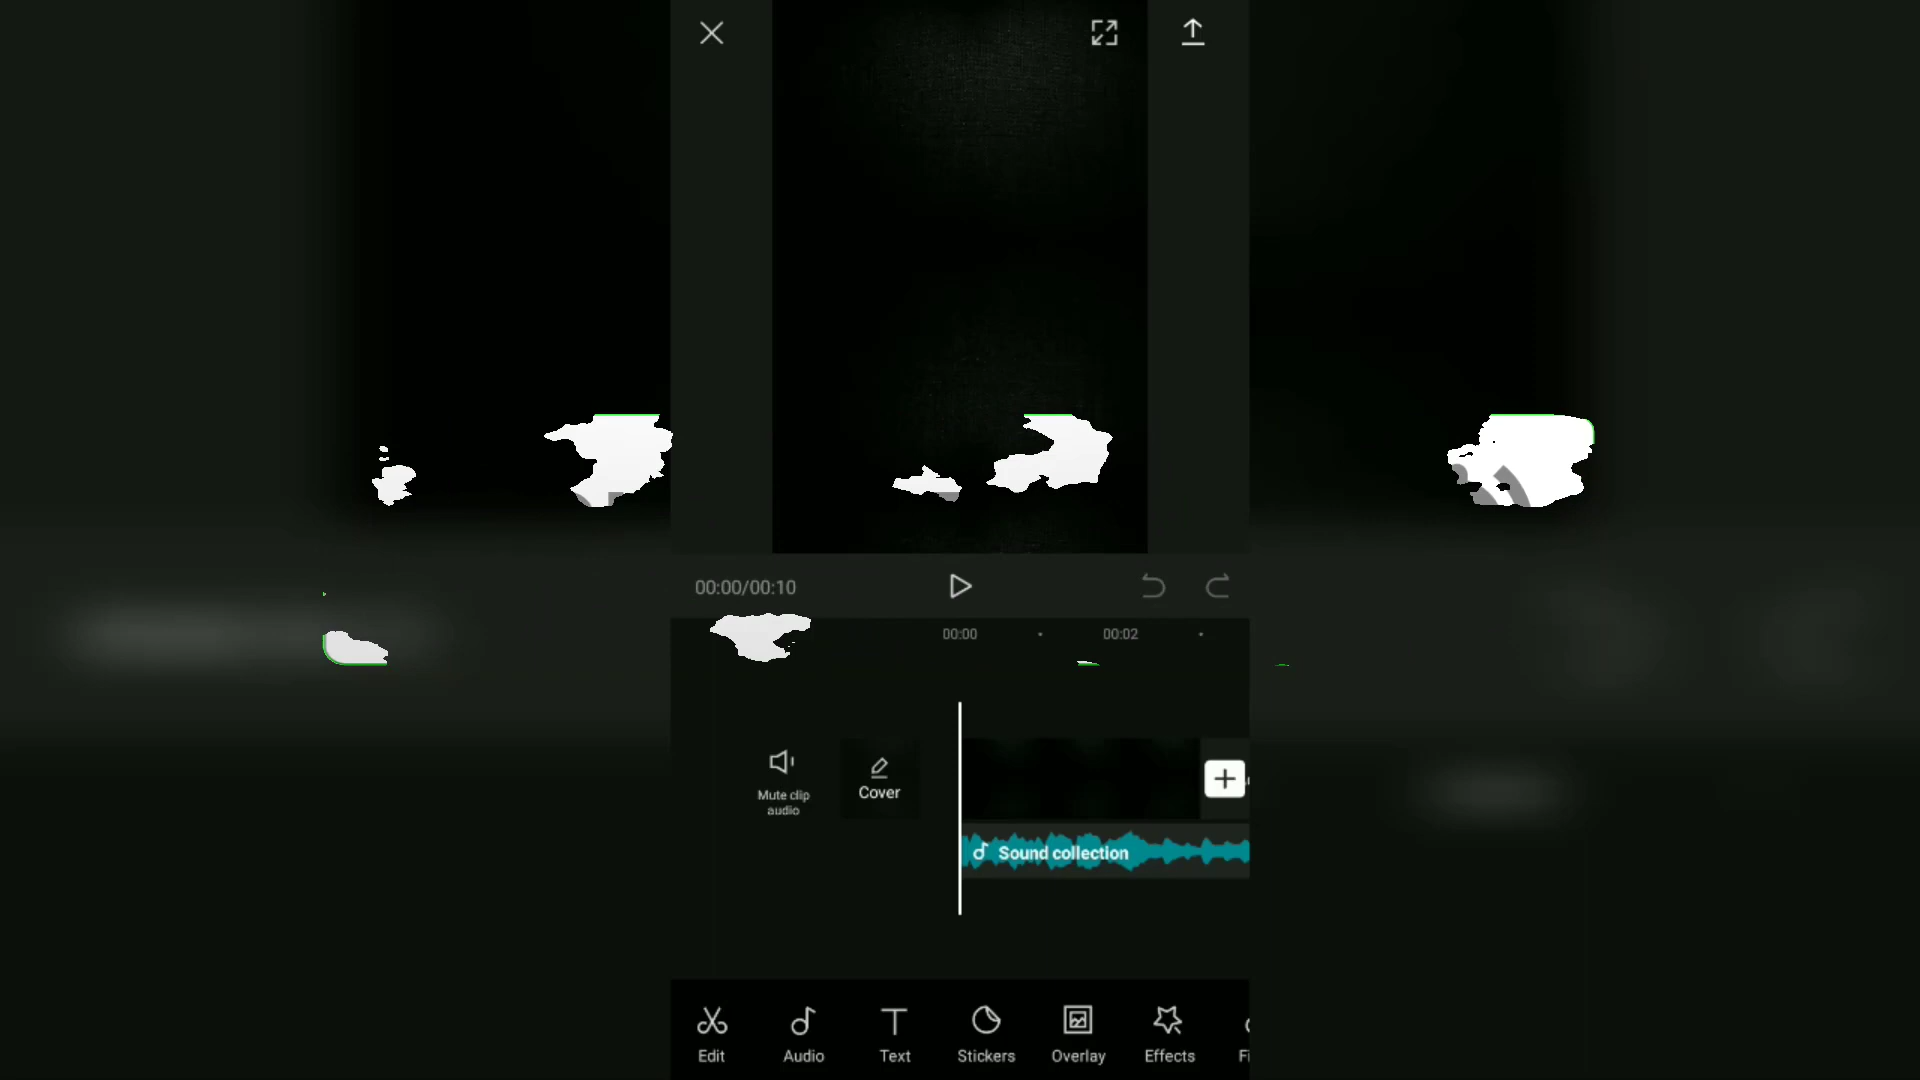 00:00/00:10
00:00
00:02
Mute clip
audio
Cover
Sound collection
Edit
Audio
Text
Stickers
Overlay
Effects